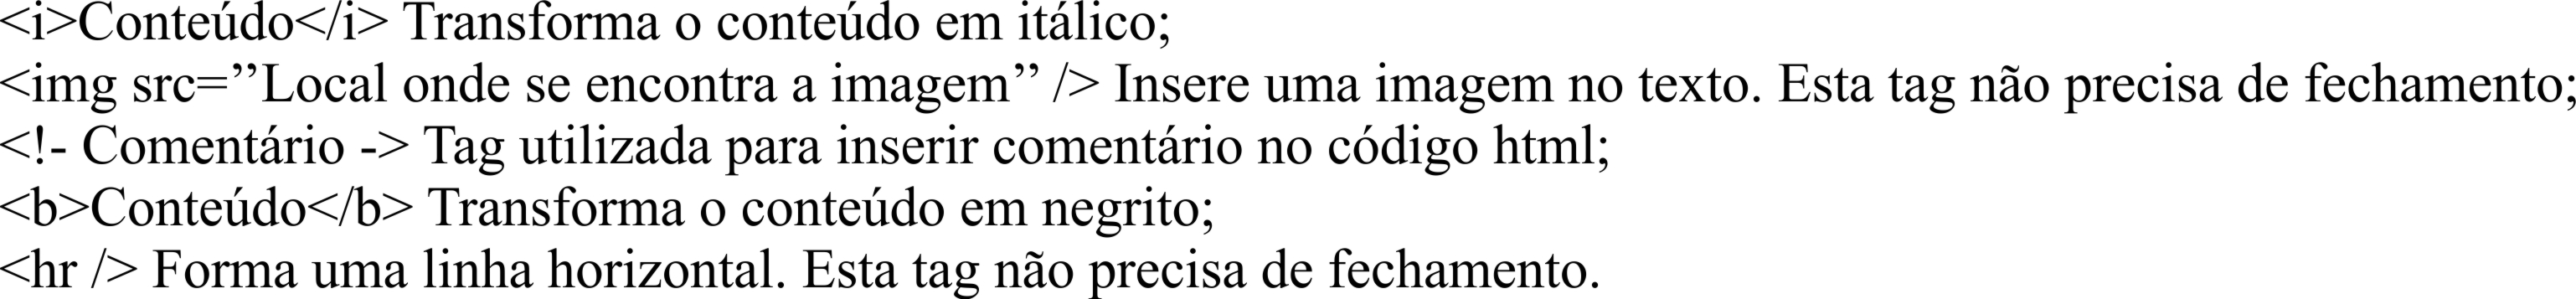 <i>Conteúdo</i> Transforma o conteúdo em itálico;
<img src=”Local onde se encontra a imagem” /> Insere uma imagem no texto. Esta tag não precisa de fechamento;
<!- Comentário -> Tag utilizada para inserir comentário no código html;
<b>Conteúdo</b> Transforma o conteúdo em negrito;
<hr /> Forma uma linha horizontal. Esta tag não precisa de fechamento.